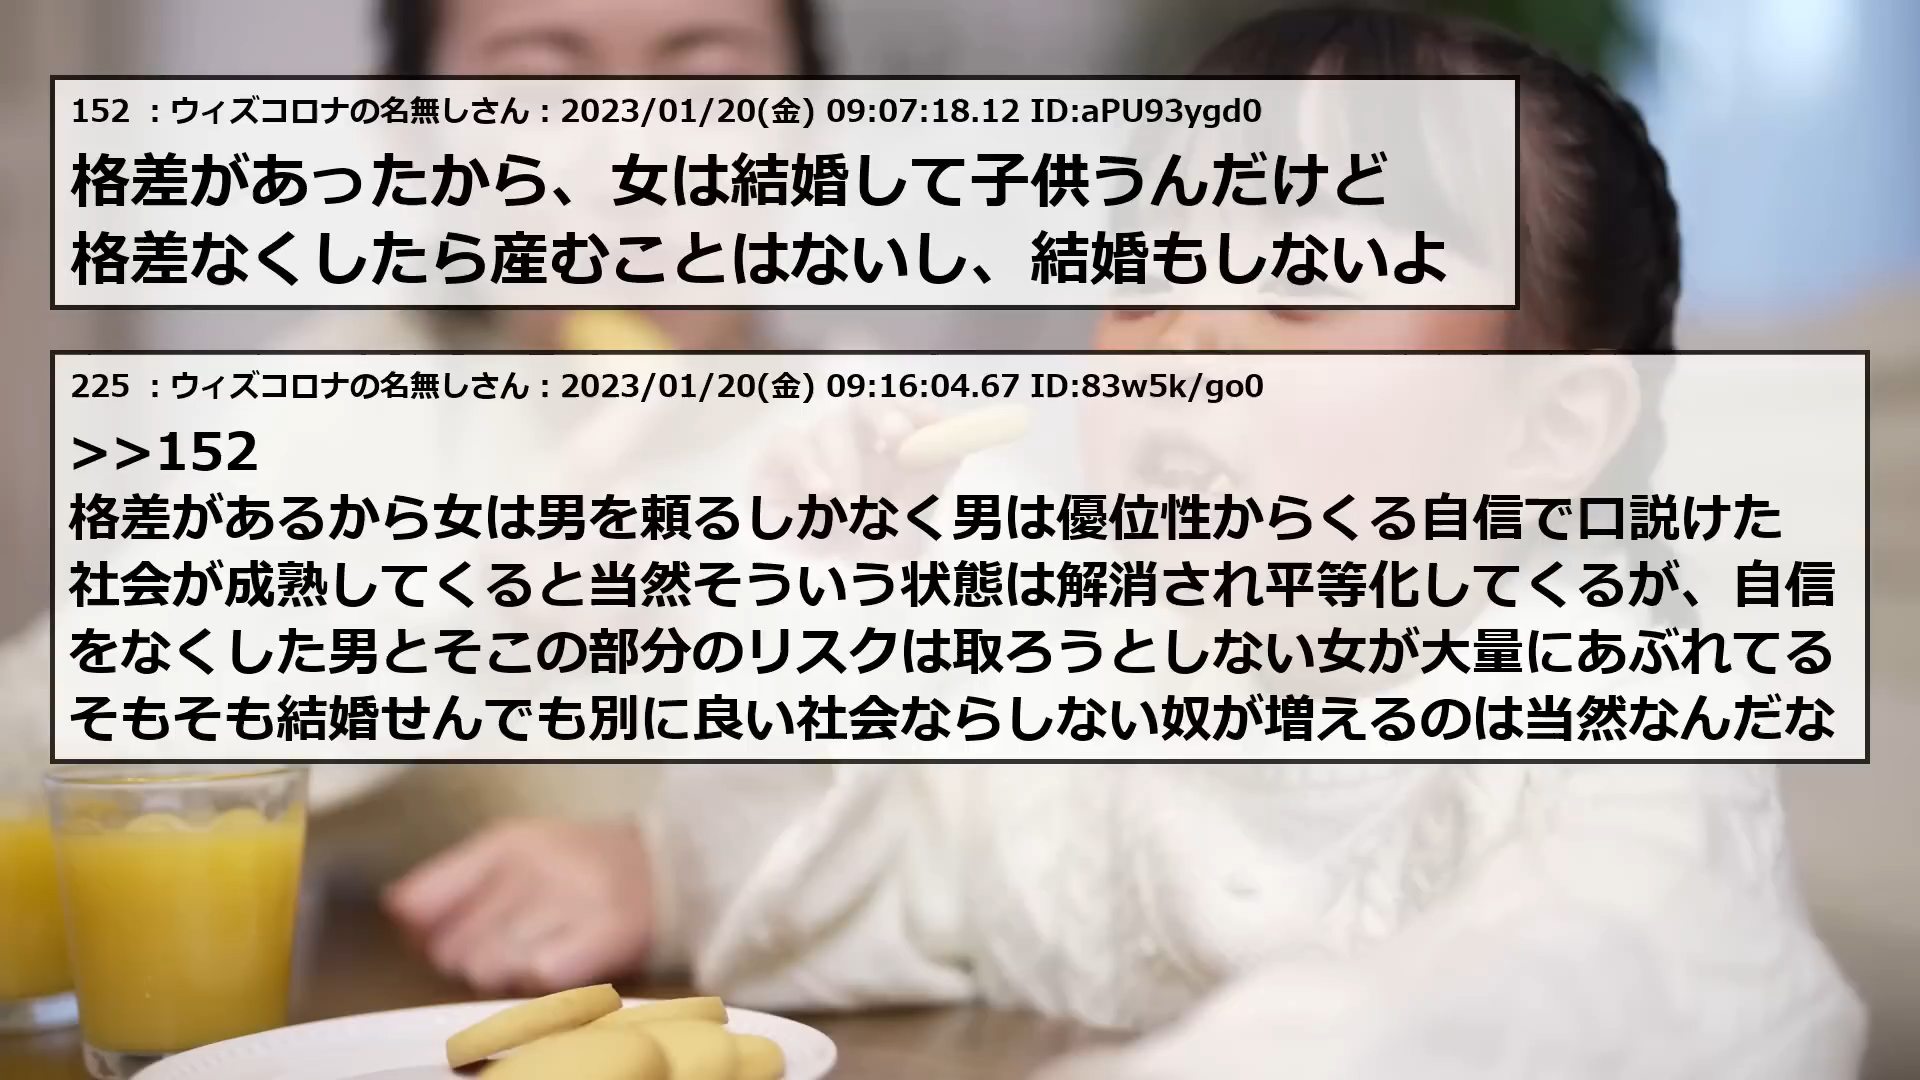 152 ：ウィズコロナの名無しさん：2023/01/20(金) 09:07:18.12 ID:aPU93ygd0
格差があったから、女は結婚して子供うんだけど
格差なくしたら産むことはないし、結婚もしないよ
225 ：ウィズコロナの名無しさん：2023/01/20(金) 09:16:04.67 ID:83w5k/go0
>>152
格差があるから女は男を頼るしかなく男は優位性からくる自信で口説けた
社会が成熟してくると当然そういう状態は解消され平等化してくるが、自信
をなくした男とそこの部分のリスクは取ろうとしない女が大量にあぶれてる
そもそも結婚せんでも別に良い社会ならしない奴が増えるのは当然なんだな